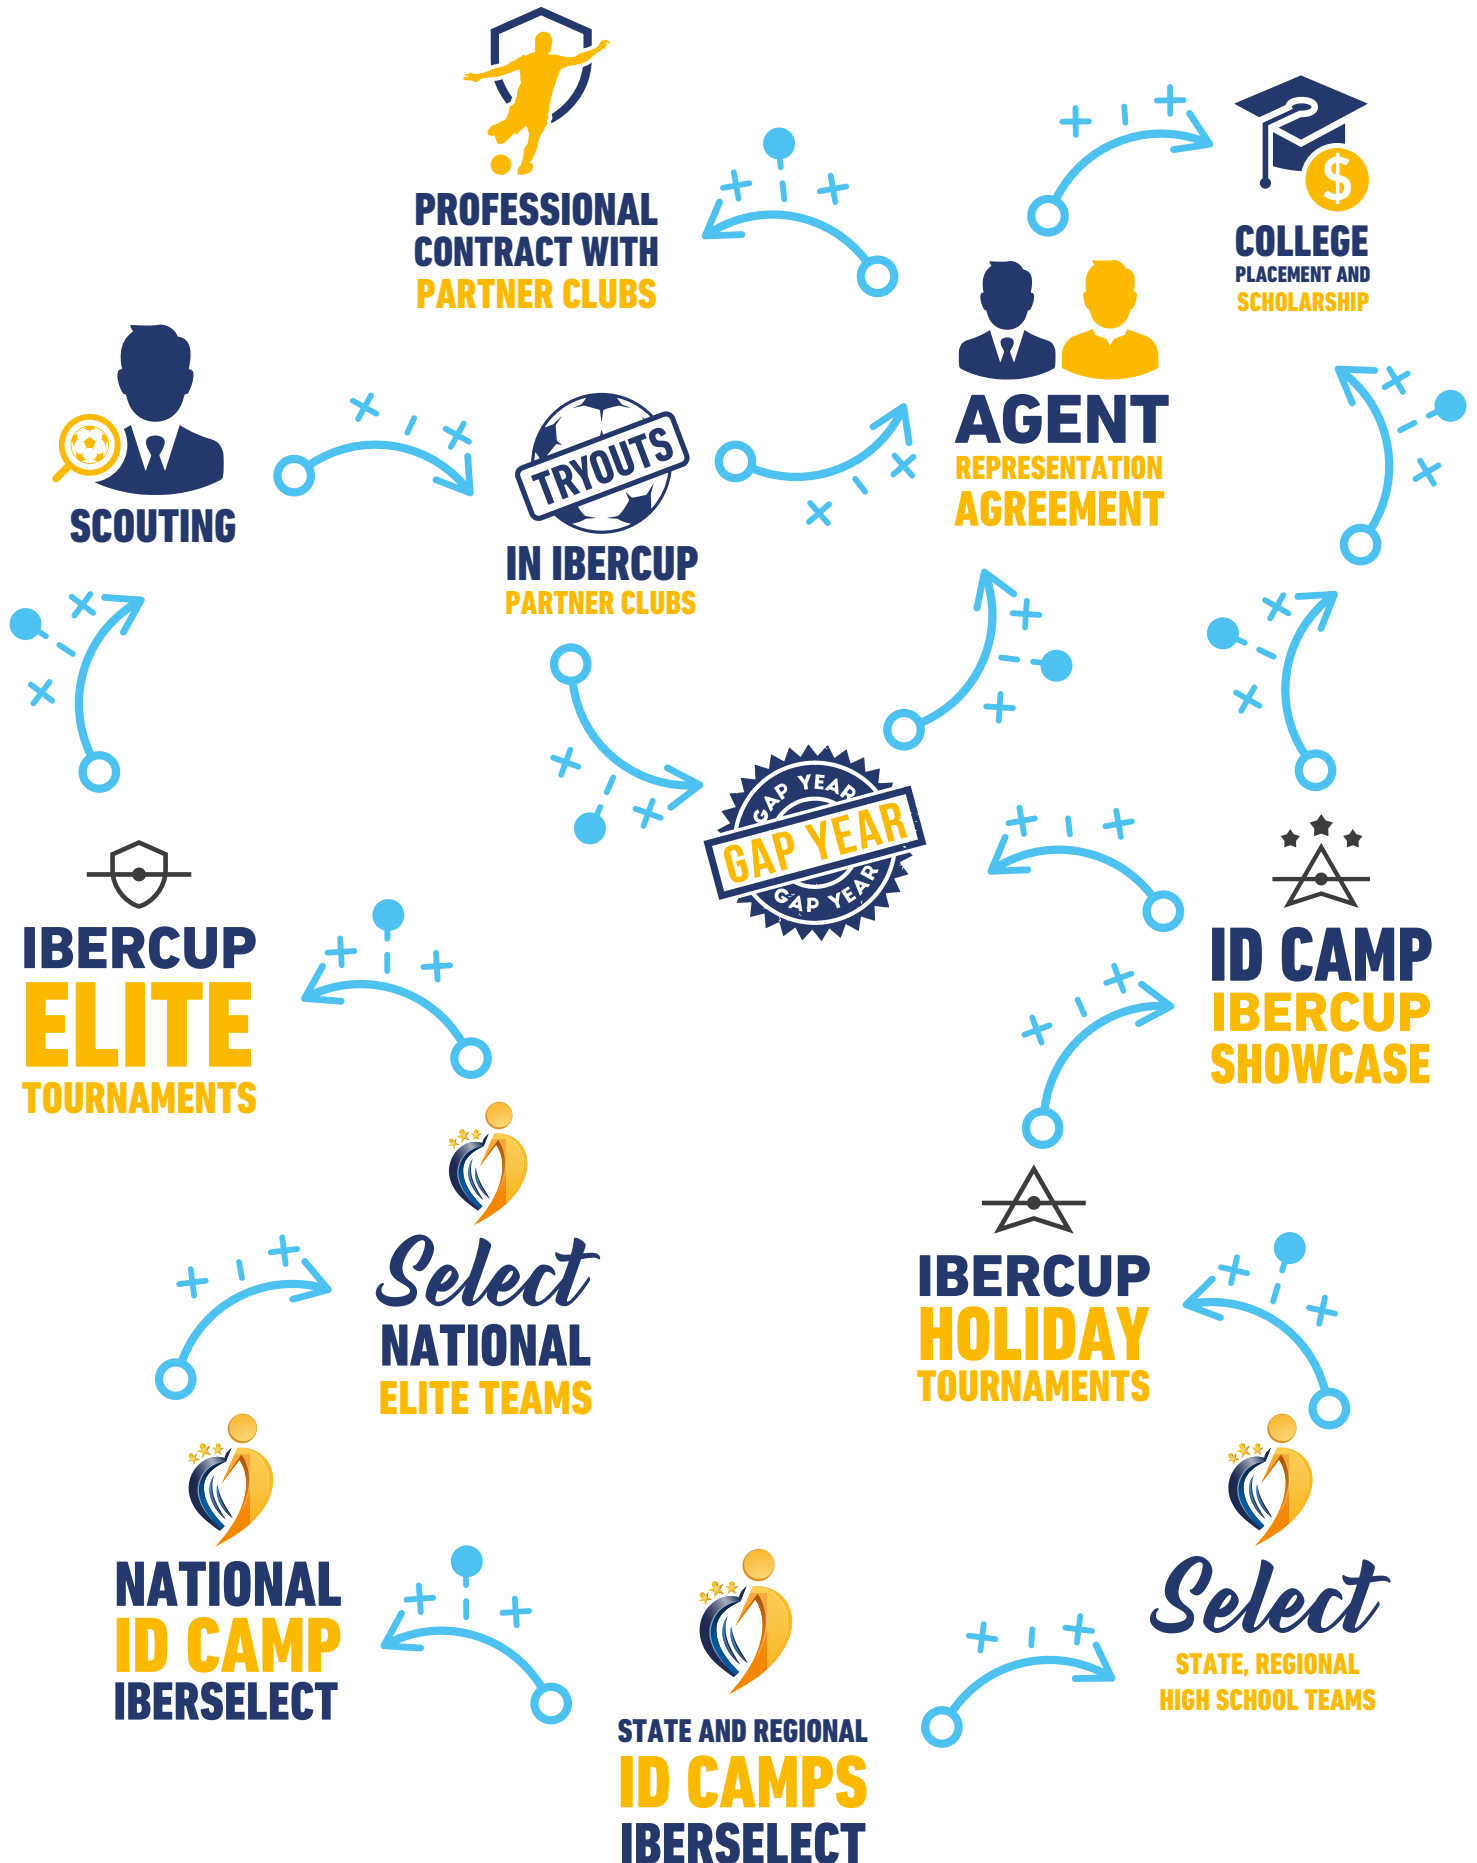 PROFESSIONAL
CONTRACT WITH
PARTNER CLUBS
$
COLLEGE
PLACEMENT AND
SCHOLARSHIP
SCOUTING
TRYOUTS
IN IBERCUP
PARTNER CLUBS
AGENT
REPRESENTATION
AGREEMENT
GAP YEAR
GAP YEAR
GAP YEAR
IBERCUP
ELITE
TOURNAMENTS
ID CAMP
IBERCUP
SHOWCASE
Select
NATIONAL
ELITE TEAMS
IBERCUP
HOLIDAY
TOURNAMENTS
NATIONAL
ID CAMP
IBERSELECT
Select
STATE, REGIONAL
HIGH SCHOOL TEAMS
STATE AND REGIONAL
ID CAMPS
IBERSELECT